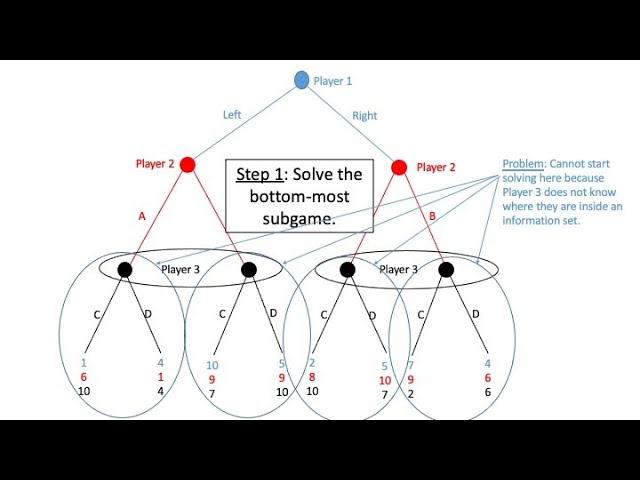 Player 1
Left
Right
Player 2
Player 2
Step 1: Solve the
bottom-most
subgame.
Problem: Cannot start
solving here because
Player 3 does not know
where they are inside an
information set.
A
B
Player 3
Player 3
C D C D C D C D
1 4 10 5 2 5 7 4
6 1 9 9 8 10 9 6
10 4 7 10 10 7 2 6